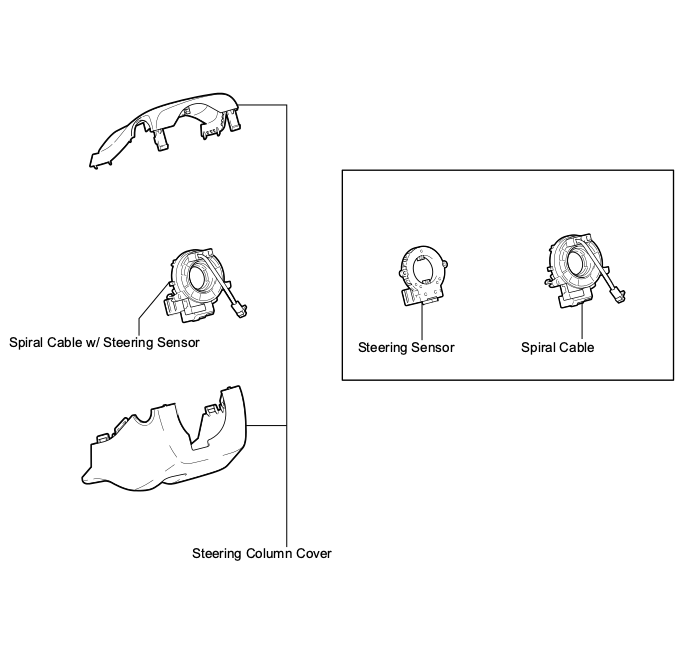 Spiral Cable w/ Steering Sensor
Steering Sensor
Spiral Cable
Steering Column Cover